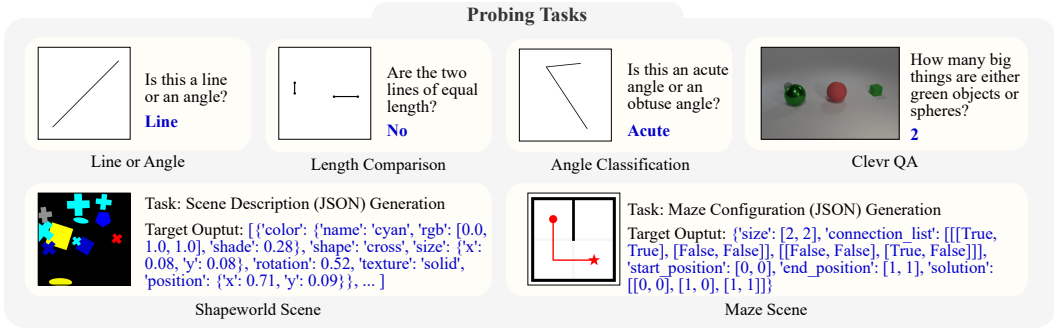 Probing Tasks
Is this a line
or an angle?
Line
Line or Angle
Are the two
lines of equal
length?
No
Length Comparison
Is this an acute
angle or an
obtuse angle?
Acute
Angle Classification
How many big
things are either
green objects or
spheres?
2
Clevr QA
Task: Scene Description (JSON) Generation
Target Ouptut: [{'color': {'name': 'cyan', 'rgb': [0.0,
1.0, 1.0], 'shade': 0.28}, 'shape': 'cross', 'size': {'x':
0.08, 'y': 0.08}, 'rotation': 0.52, 'texture': 'solid',
'position': {'x': 0.71, 'y': 0.09}}, ... ]
Shapeworld Scene
Task: Maze Configuration (JSON) Generation
Target Ouptut: {'size': [2, 2], 'connection_list': [[[True,
True], [False, False]], [[False, False], [True, False]]],
'start_position': [0, 0], 'end_position': [1, 1], 'solution':
[[0, 0], [1, 0], [1, 1]]}
Maze Scene